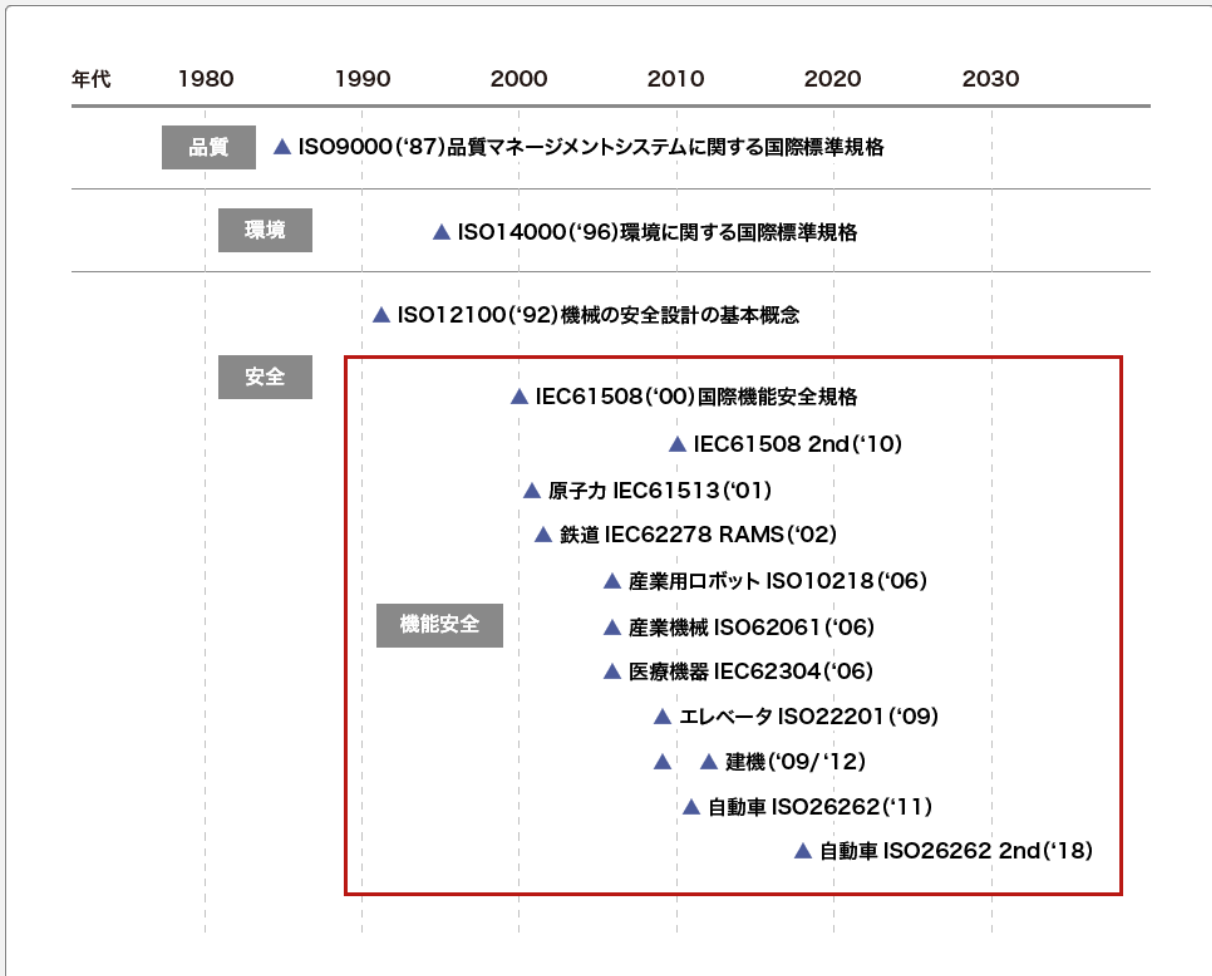 年代 1980 1990 2000 2010 2020 2030
品質 ▲ ISO9000(‘87)品質マネージメントシステムに関する国際標準規格
環境 ▲ ISO14000(‘96)環境に関する国際標準規格
▲ ISO12100(‘92)機械の安全設計の基本概念
安全
▲ IEC61508(‘00)国際機能安全規格
▲ IEC61508 2nd(‘10)
▲ 原子力 IEC61513(‘01)
▲ 鉄道 IEC62278 RAMS(‘02)
▲ 産業用ロボット ISO10218(‘06)
機能安全 ▲ 産業機械 ISO62061(‘06)
▲ 医療機器 IEC62304(‘06)
▲ エレベータ ISO22201(‘09)
▲ ▲ 建機(‘09/‘12)
▲ 自動車 ISO26262(‘11)
▲ 自動車 ISO26262 2nd(‘18)